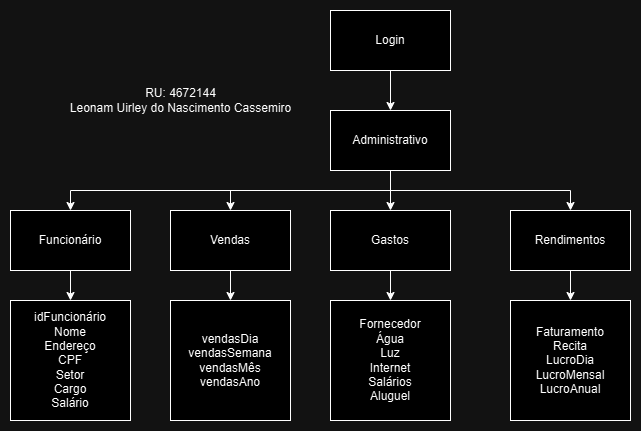 Login
RU: 4672144
Leonam Uirley do Nascimento Cassemiro
Administrativo
Funcionário
Vendas
Gastos
Rendimentos
idFuncionário
Nome
Endereço
CPF
Setor
Cargo
Salário
vendasDia
vendasSemana
vendasMês
vendasAno
Fornecedor
Água
Luz
Internet
Salários
Aluguel
Faturamento
Recita
LucroDia
LucroMensal
LucroAnual